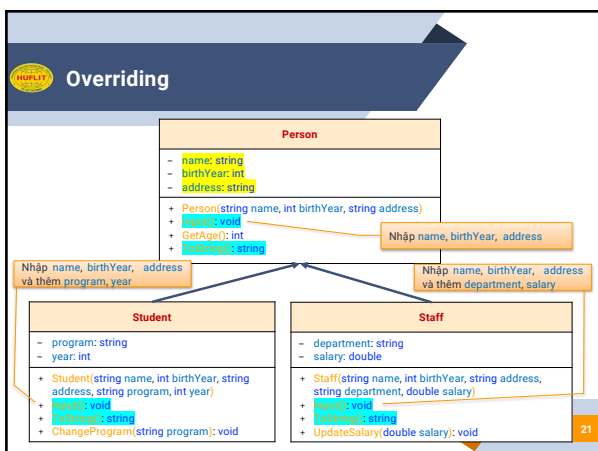 HUFLIT
Overriding
Person
− name: string
− birthYear: int
− address: string
+ Person(string name, int birthYear, string address)
+ Input(): void
+ GetAge(): int
+ ToString(): string
Nhập name, birthYear, address
Nhập name, birthYear, address
và thêm program, year
Nhập name, birthYear, address
và thêm department, salary
Student
− program: string
− year: int
+ Student(string name, int birthYear, string
address, string program, int year)
+ Input(): void
+ ToString(): string
+ ChangeProgram(string program): void
Staff
− department: string
− salary: double
+ Staff(string name, int birthYear, string address,
string department, double salary)
+ Input(): void
+ ToString(): string
+ UpdateSalary(double salary): void
21